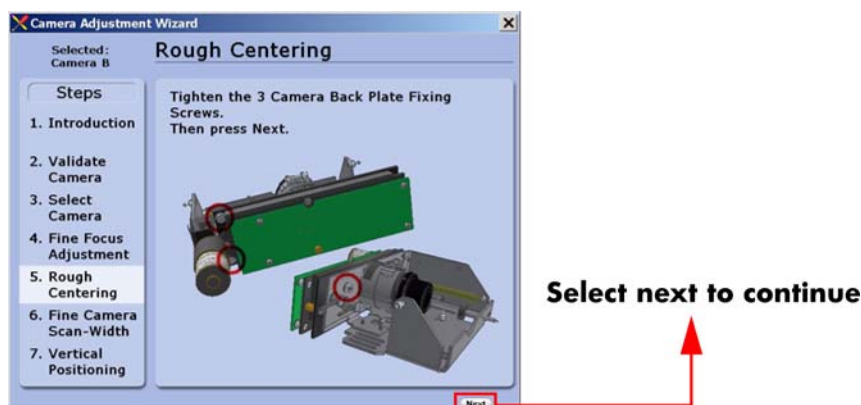 Camera Adjustment Wizard
Selected:
Camera B
Rough Centering
Steps
1. Introduction
2. Validate
Camera
3. Select
Camera
4. Fine Focus
Adjustment
5. Rough
Centering
6. Fine Camera
Scan-Width
7. Vertical
Positioning
Tighten the 3 Camera Back Plate Fixing
Screws.
Then press Next.
Next
Select next to continue